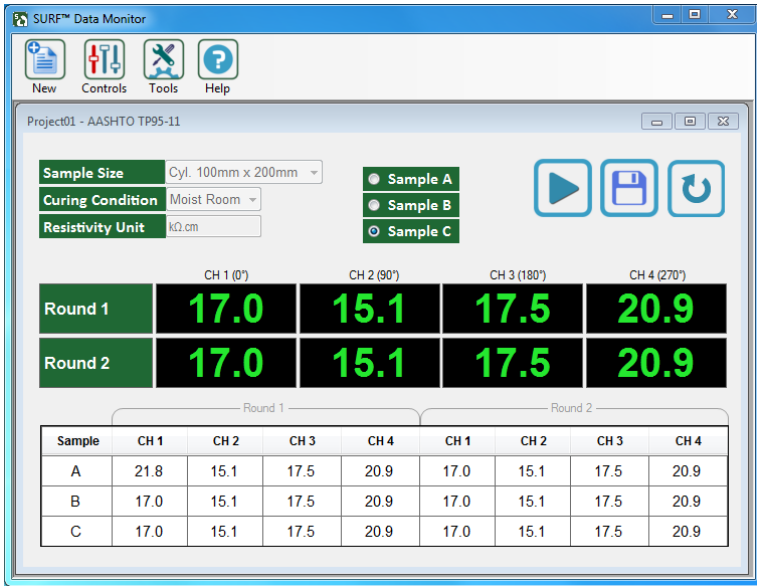 SURF™ Data Monitor
New Controls Tools Help
Project01 - AASHTO TP95-11
Sample Size Cyl. 100mm x 200mm
Curing Condition Moist Room
Resistivity Unit kΩ.cm
Sample A
Sample B
Sample C
CH 1 (0°) CH 2 (90°) CH 3 (180°) CH 4 (270°)
Round 1 17.0 15.1 17.5 20.9
Round 2 17.0 15.1 17.5 20.9
Round 1 Round 2
Sample CH 1 CH 2 CH 3 CH 4 CH 1 CH 2 CH 3 CH 4
A 21.8 15.1 17.5 20.9 17.0 15.1 17.5 20.9
B 17.0 15.1 17.5 20.9 17.0 15.1 17.5 20.9
C 17.0 15.1 17.5 20.9 17.0 15.1 17.5 20.9